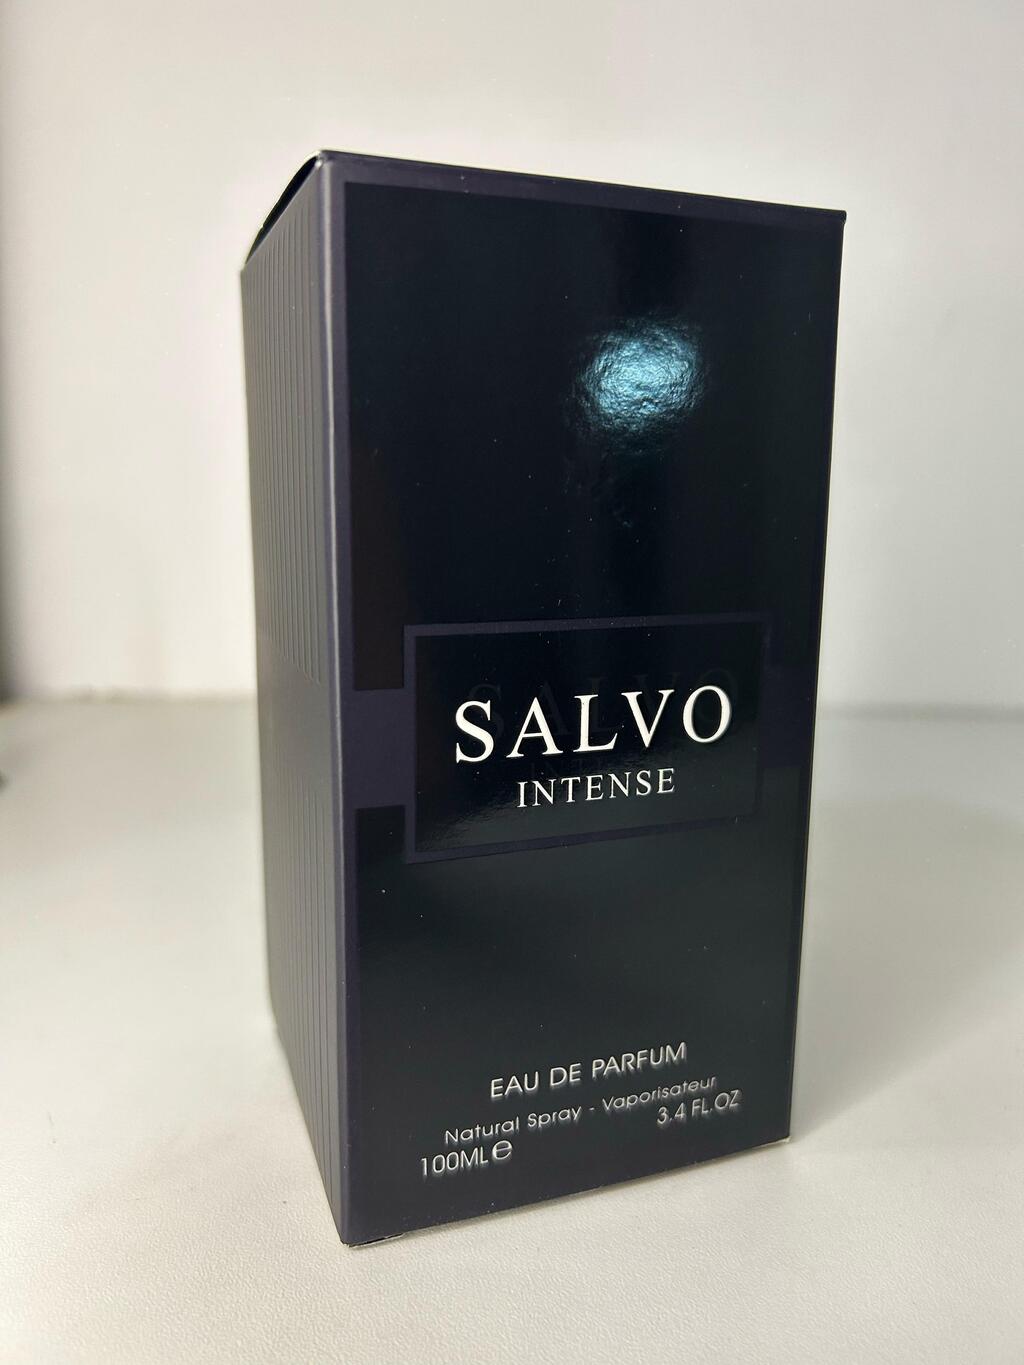 SALVO
INTENSE
EAU DE PARFUM
Natural Spray - Vaporisateur
100ML ℮ 3.4 FL.OZ